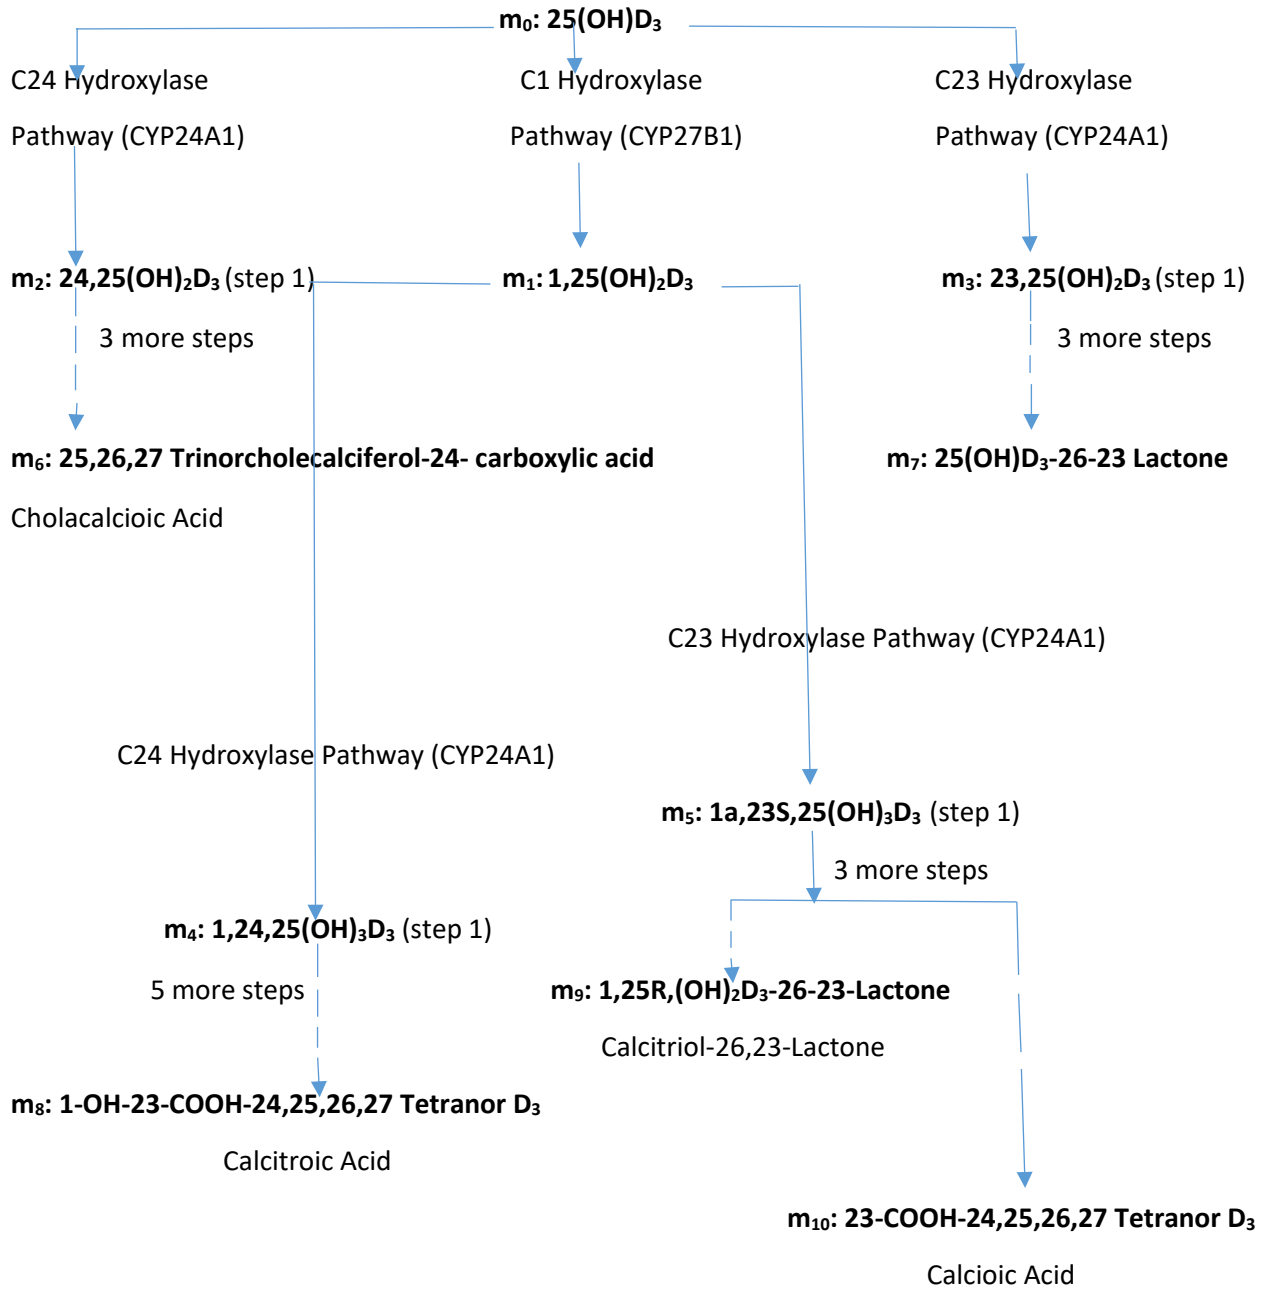 m₀: 25(OH)D₃
C24 Hydroxylase
Pathway (CYP24A1)
C1 Hydroxylase
Pathway (CYP27B1)
C23 Hydroxylase
Pathway (CYP24A1)
m₂: 24,25(OH)₂D₃ (step 1)
m₁: 1,25(OH)₂D₃
m₃: 23,25(OH)₂D₃ (step 1)
3 more steps
3 more steps
m₆: 25,26,27 Trinorcholecalciferol-24- carboxylic acid
Cholacalcioic Acid
m₇: 25(OH)D₃-26-23 Lactone
C23 Hydroxylase Pathway (CYP24A1)
C24 Hydroxylase Pathway (CYP24A1)
m₅: 1a,23S,25(OH)₃D₃ (step 1)
3 more steps
m₄: 1,24,25(OH)₃D₃ (step 1)
5 more steps
m₉: 1,25R,(OH)₂D₃-26-23-Lactone
Calcitriol-26,23-Lactone
m₈: 1-OH-23-COOH-24,25,26,27 Tetranor D₃
Calcitroic Acid
m₁₀: 23-COOH-24,25,26,27 Tetranor D₃
Calcioic Acid